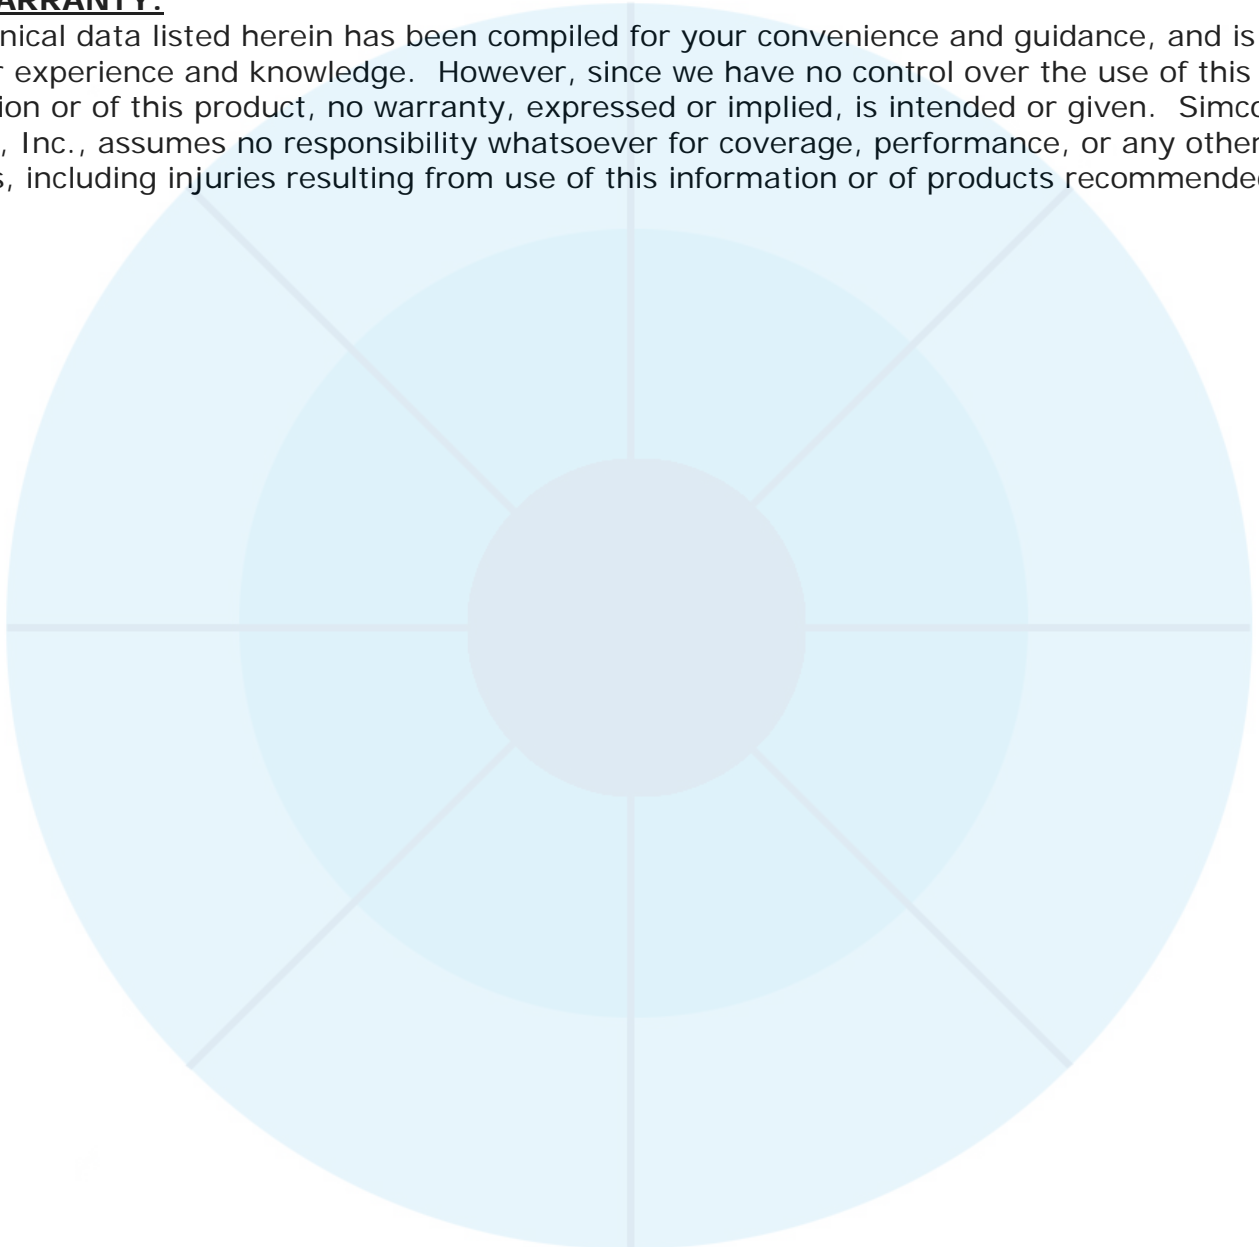 ARRANTY:
nical data listed herein has been compiled for your convenience and guidance, and is
r experience and knowledge. However, since we have no control over the use of this
ion or of this product, no warranty, expressed or implied, is intended or given. Simco
, Inc., assumes no responsibility whatsoever for coverage, performance, or any other
s, including injuries resulting from use of this information or of products recommended